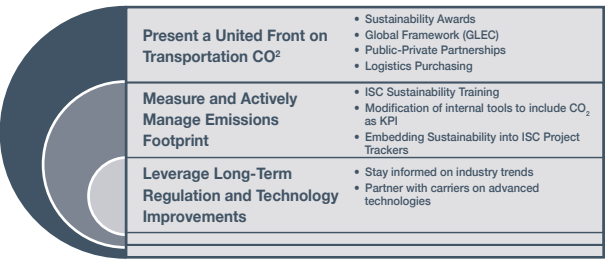 Present a United Front on
Transportation CO²
• Sustainability Awards
• Global Framework (GLEC)
• Public-Private Partnerships
• Logistics Purchasing
Measure and Actively
Manage Emissions
Footprint
• ISC Sustainability Training
• Modification of internal tools to include CO₂
as KPI
• Embedding Sustainability into ISC Project
Trackers
Leverage Long-Term
Regulation and Technology
Improvements
• Stay informed on industry trends
• Partner with carriers on advanced
technologies